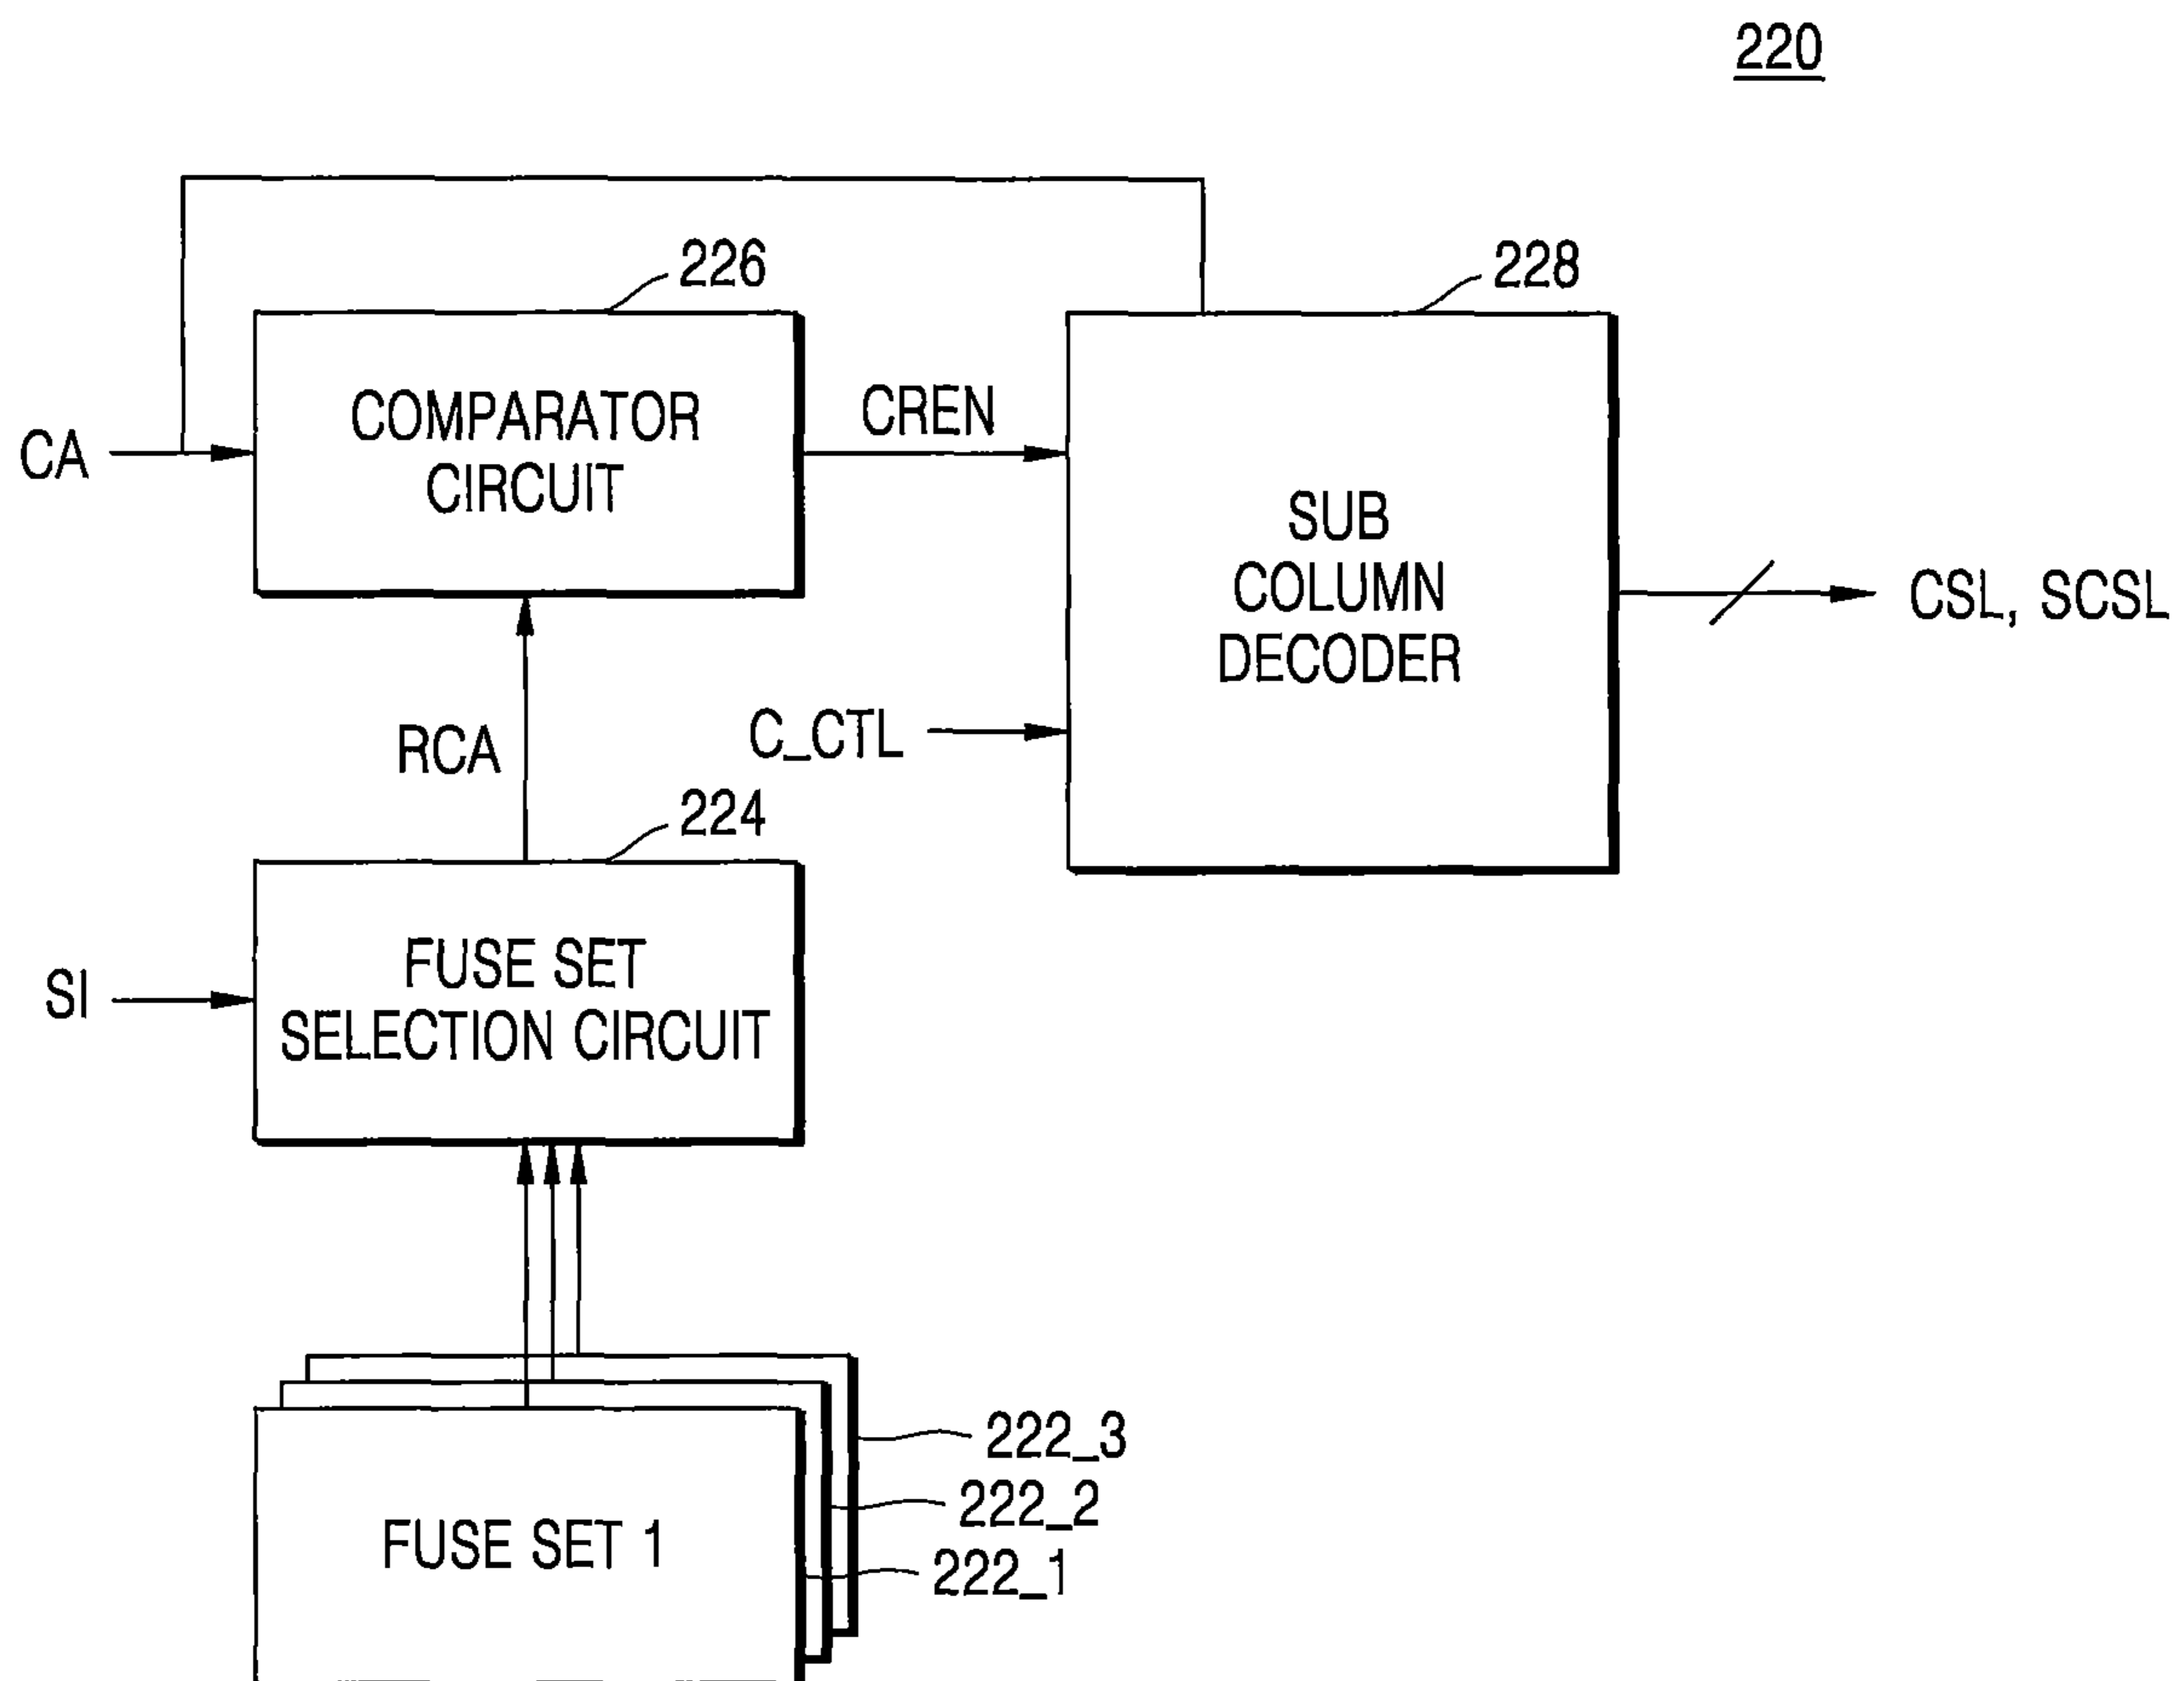 220
226
228
COMPARATOR
CIRCUIT
CA
CREN
SUB
COLUMN
DECODER
CSL, SCSL
RCA
C_CTL
224
FUSE SET
SELECTION CIRCUIT
SI
222_3
222_2
222_1
FUSE SET 1